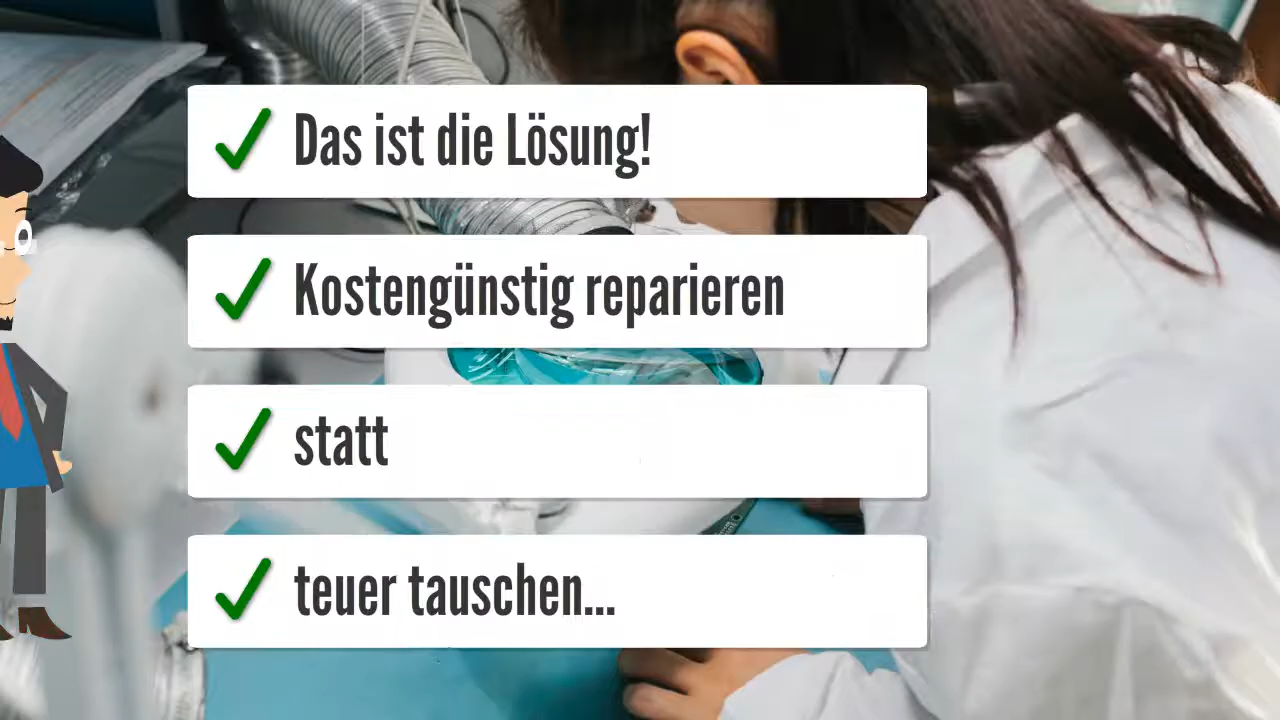 Das ist die Lösung!
Kostengünstig reparieren
statt
teuer tauschen...